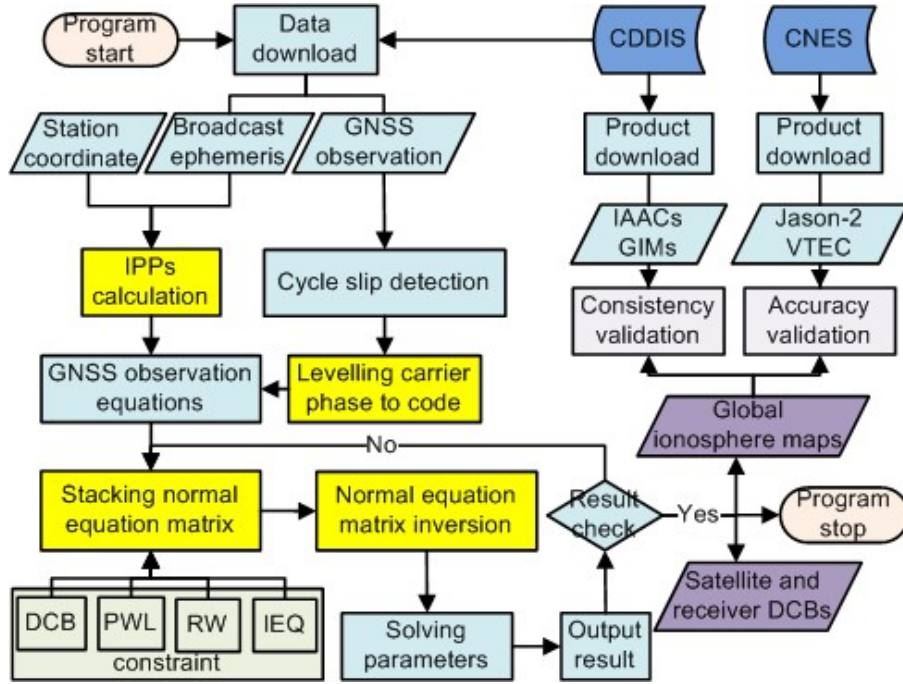 Program
start
Data
download
CDDIS
CNES
Station
coordinate
Broadcast
ephemeris
GNSS
observation
Product
download
Product
download
IAACs
GIMs
Jason-2
VTEC
IPPs
calculation
Cycle slip detection
Consistency
validation
Accuracy
validation
GNSS observation
equations
Levelling carrier
phase to code
Global
ionosphere maps
No
Stacking normal
equation matrix
Normal equation
matrix inversion
Result
check
Yes
Program
stop
DCB
PWL
RW
IEQ
constraint
Solving
parameters
Output
result
Satellite and
receiver DCBs